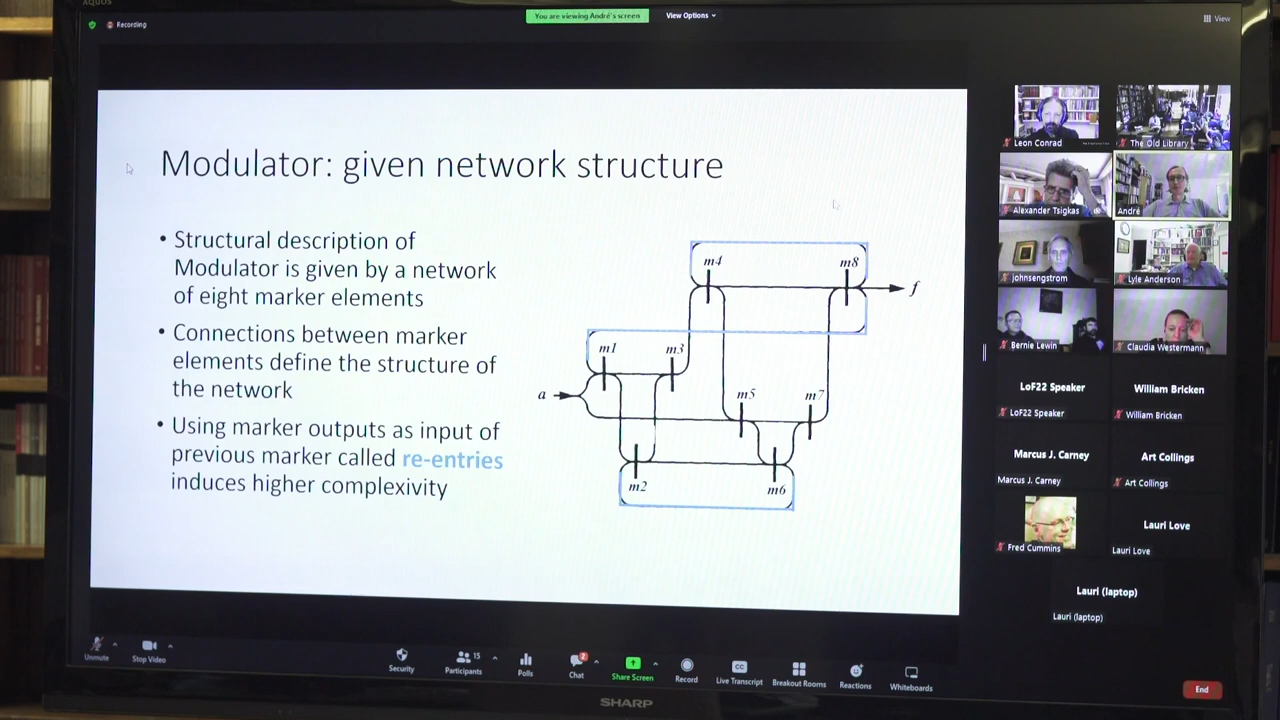 AQUOS
Recording
You are viewing André's screen
View Options
View
Modulator: given network structure
• Structural description of
Modulator is given by a network
of eight marker elements
• Connections between marker
elements define the structure of
the network
• Using marker outputs as input of
previous marker called re-entries
induces higher complexivity
m4
m8
f
m1
m3
a
m5
m7
m2
m6
Leon Conrad
The Old Library
Alexander Tsigkas
André
johnsengstrom
Lyle Anderson
Bernie Lewin
Claudia Westermann
LoF22 Speaker
LoF22 Speaker
William Bricken
William Bricken
Marcus J. Carney
Marcus J. Carney
Art Collings
Art Collings
Fred Cummins
Lauri Love
Lauri Love
Lauri (laptop)
Lauri (laptop)
Unmute
Stop Video
Security
Participants
15
Polls
Chat
2
Share Screen
Record
CC
Live Transcript
Breakout Rooms
Reactions
Whiteboards
End
SHARP